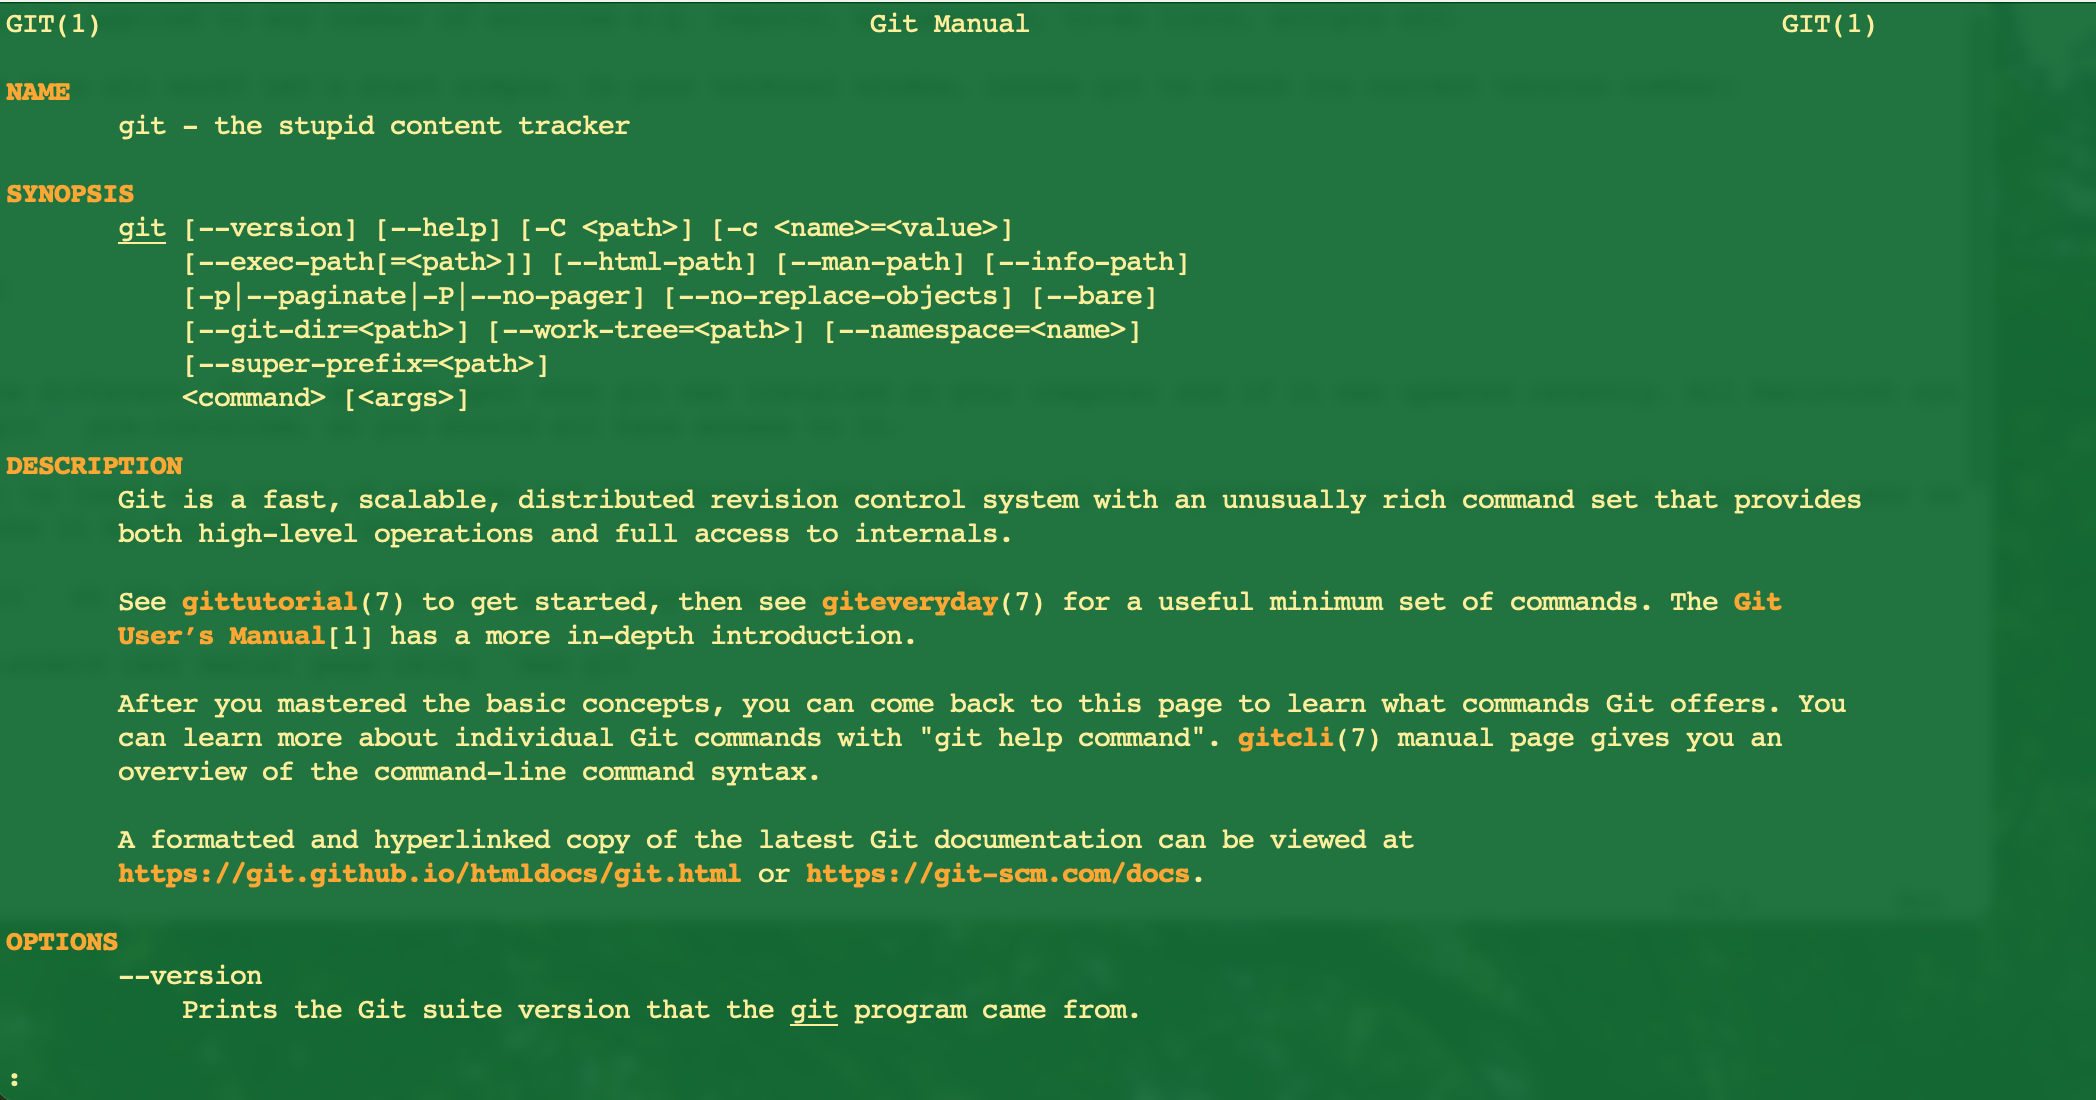 GIT(1) Git Manual GIT(1)
NAME
git - the stupid content tracker
SYNOPSIS
git [--version] [--help] [-C <path>] [-c <name>=<value>]
[--exec-path[=<path>]] [--html-path] [--man-path] [--info-path]
[-p|--paginate|-P|--no-pager] [--no-replace-objects] [--bare]
[--git-dir=<path>] [--work-tree=<path>] [--namespace=<name>]
[--super-prefix=<path>]
<command> [<args>]
DESCRIPTION
Git is a fast, scalable, distributed revision control system with an unusually rich command set that provides
both high-level operations and full access to internals.
See gittutorial(7) to get started, then see giteveryday(7) for a useful minimum set of commands. The Git
User’s Manual[1] has a more in-depth introduction.
After you mastered the basic concepts, you can come back to this page to learn what commands Git offers. You
can learn more about individual Git commands with "git help command". gitcli(7) manual page gives you an
overview of the command-line command syntax.
A formatted and hyperlinked copy of the latest Git documentation can be viewed at
https://git.github.io/htmldocs/git.html or https://git-scm.com/docs.
OPTIONS
--version
Prints the Git suite version that the git program came from.
: